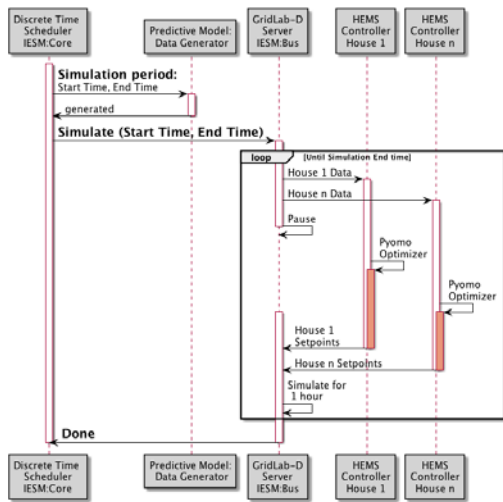 Discrete Time
Scheduler
IESM:Core
Predictive Model:
Data Generator
GridLab-D
Server
IESM:Bus
HEMS
Controller
House 1
HEMS
Controller
House n
Simulation period:
Start Time, End Time
generated
Simulate (Start Time, End Time)
loop
[Until Simulation End time]
House 1 Data
House n Data
Pause
Pyomo
Optimizer
Pyomo
Optimizer
House 1
Setpoints
House n Setpoints
Simulate for
1 hour
Done
Discrete Time
Scheduler
IESM:Core
Predictive Model:
Data Generator
GridLab-D
Server
IESM:Bus
HEMS
Controller
House 1
HEMS
Controller
House n